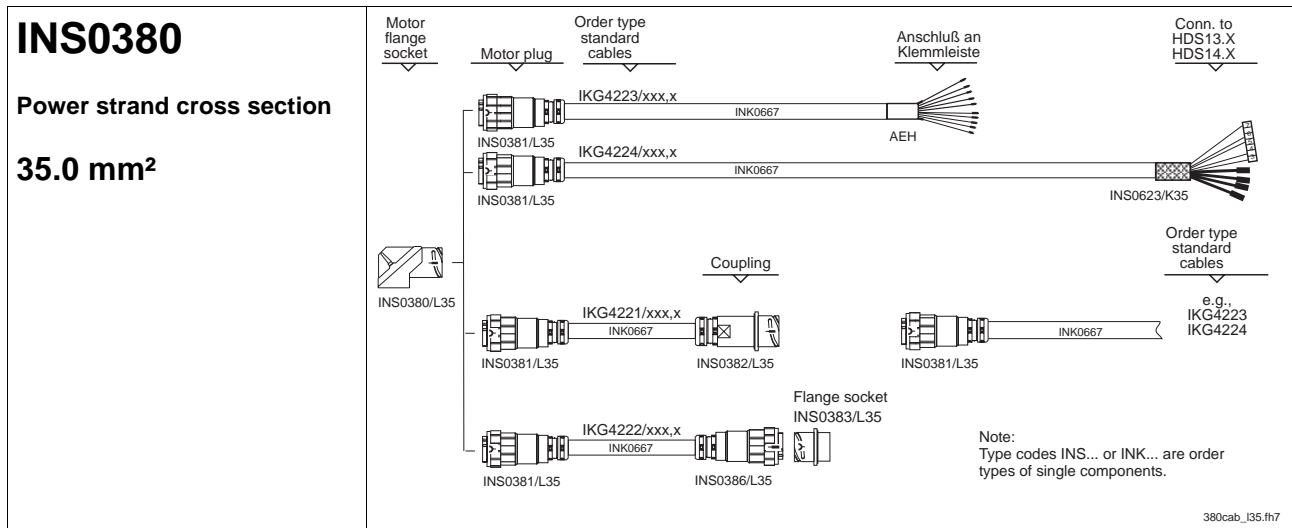 INS0380
Power strand cross section
35.0 mm²
Motor
flange
socket
Motor plug
Order type
standard
cables
Anschluß an
Klemmleiste
Conn. to
HDS13.X
HDS14.X
IKG4223/xxx,x
INK0667
INS0381/L35
AEH
IKG4224/xxx,x
INK0667
INS0381/L35
INS0623/K35
INS0380/L35
Coupling
Order type
standard
cables
IKG4221/xxx,x
INK0667
INS0381/L35
INS0382/L35
INK0667
INS0381/L35
e.g.,
IKG4223
IKG4224
Flange socket
INS0383/L35
IKG4222/xxx,x
INK0667
INS0381/L35
INS0386/L35
Note:
Type codes INS... or INK... are order
types of single components.
380cab_l35.fh7